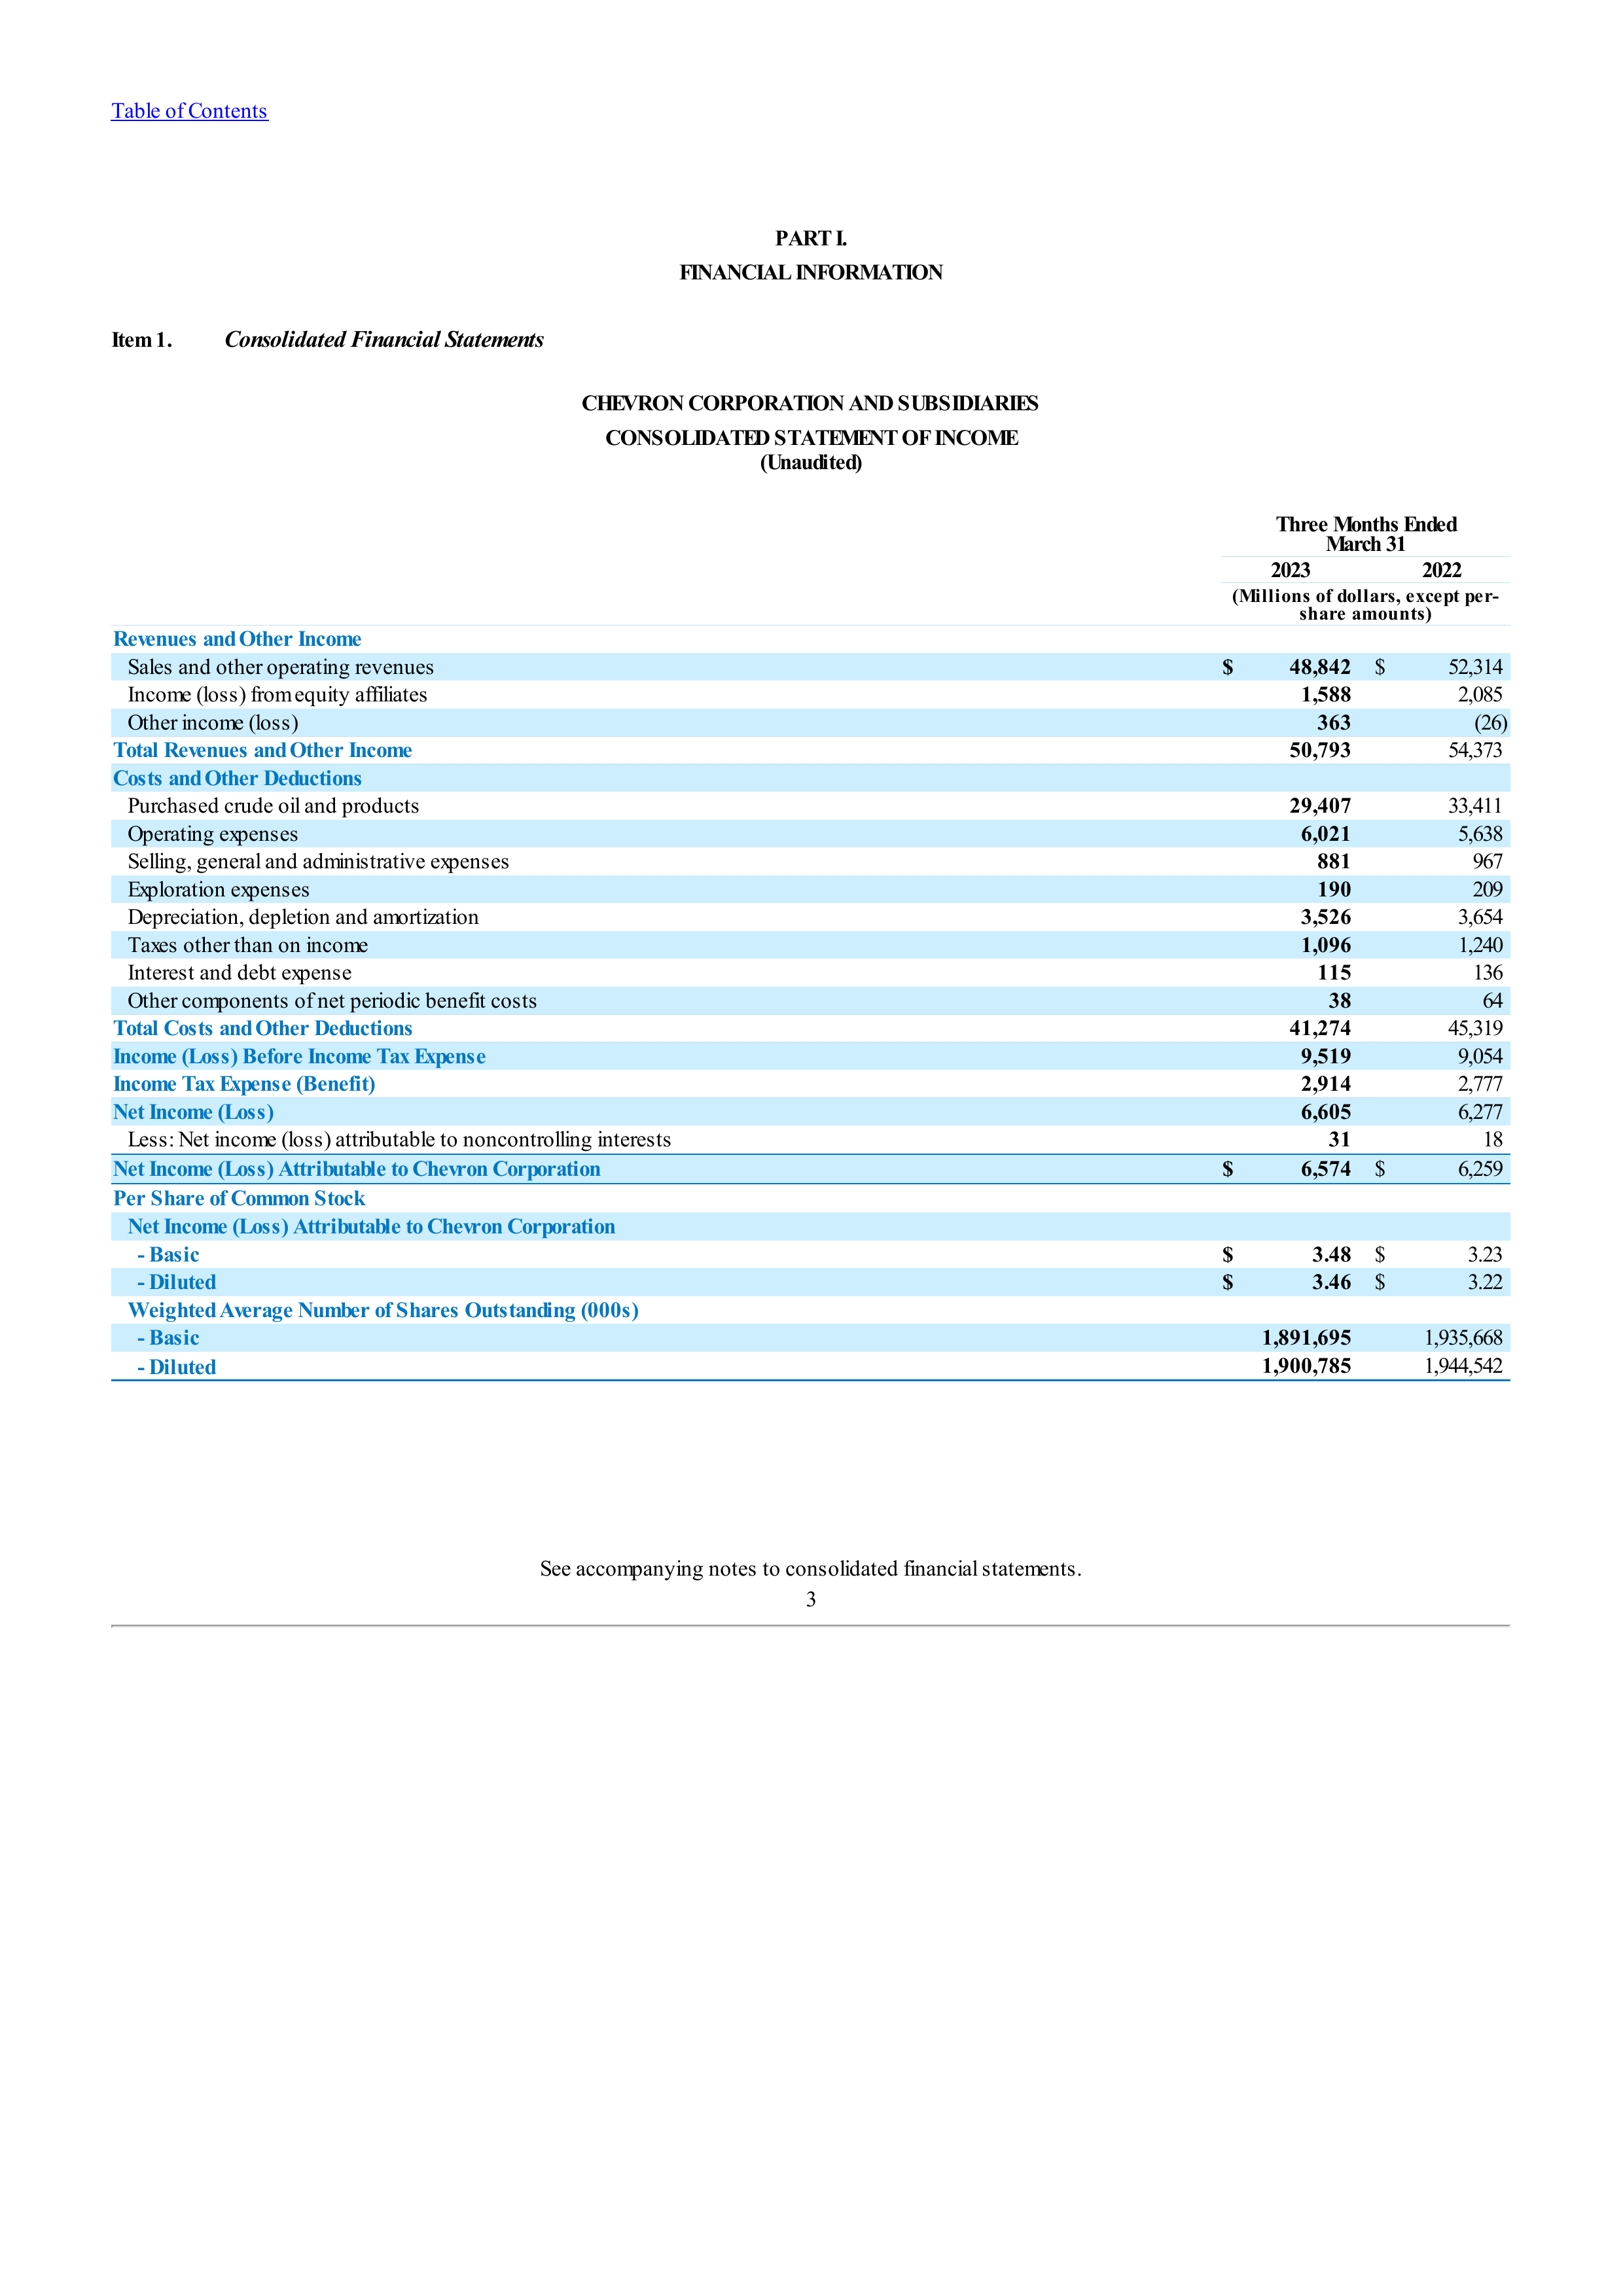 Table of Contents
PART I.
FINANCIAL INFORMATION
Item 1. Consolidated Financial Statements
CHEVRON CORPORATION AND SUBSIDIARIES
CONSOLIDATED STATEMENT OF INCOME
(Unaudited)
Three Months Ended
March 31
2023 2022
(Millions of dollars, except per-
share amounts)
Revenues and Other Income
Sales and other operating revenues $ 48,842 $ 52,314
Income (loss) from equity affiliates 1,588 2,085
Other income (loss) 363 (26)
Total Revenues and Other Income 50,793 54,373
Costs and Other Deductions
Purchased crude oil and products 29,407 33,411
Operating expenses 6,021 5,638
Selling, general and administrative expenses 881 967
Exploration expenses 190 209
Depreciation, depletion and amortization 3,526 3,654
Taxes other than on income 1,096 1,240
Interest and debt expense 115 136
Other components of net periodic benefit costs 38 64
Total Costs and Other Deductions 41,274 45,319
Income (Loss) Before Income Tax Expense 9,519 9,054
Income Tax Expense (Benefit) 2,914 2,777
Net Income (Loss) 6,605 6,277
Less: Net income (loss) attributable to noncontrolling interests 31 18
Net Income (Loss) Attributable to Chevron Corporation $ 6,574 $ 6,259
Per Share of Common Stock
Net Income (Loss) Attributable to Chevron Corporation
- Basic $ 3.48 $ 3.23
- Diluted $ 3.46 $ 3.22
Weighted Average Number of Shares Outstanding (000s)
- Basic 1,891,695 1,935,668
- Diluted 1,900,785 1,944,542
See accompanying notes to consolidated financial statements.
3